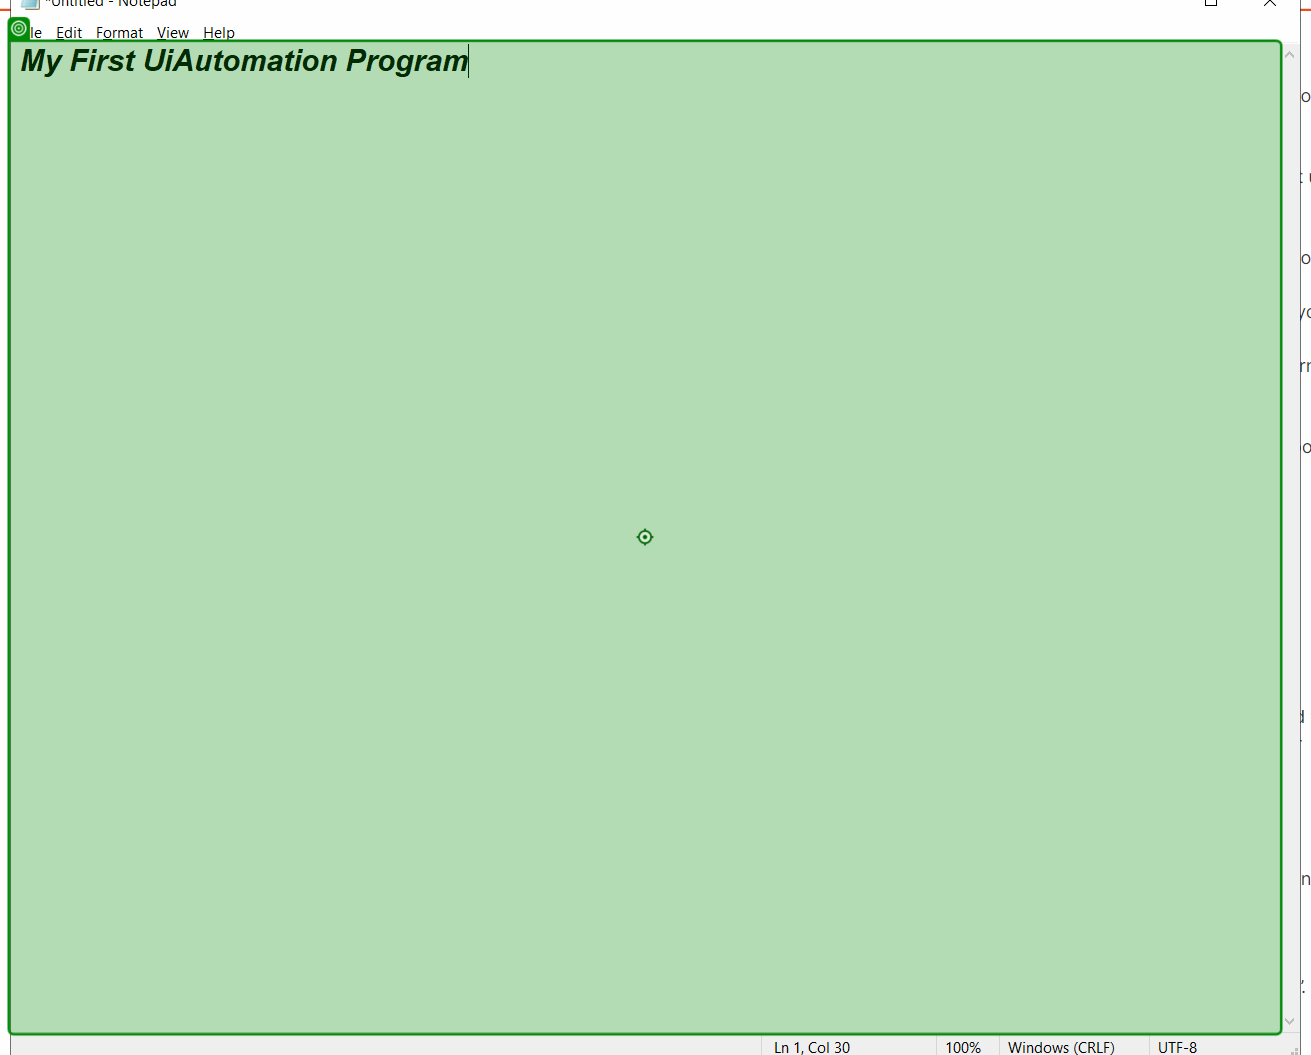 *Untitled - Notepad
le Edit Format View Help
My First UiAutomation Program
Ln 1, Col 30 100% Windows (CRLF) UTF-8